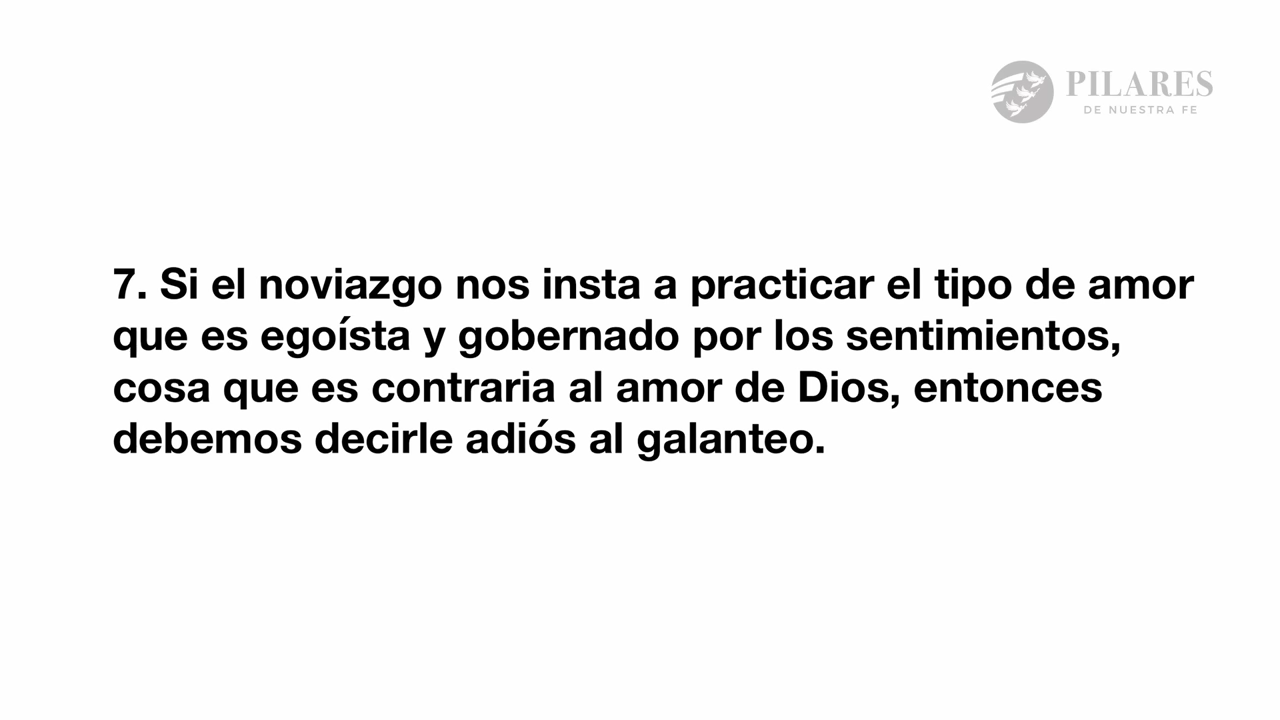 PILARES
DE NUESTRA FE
7. Si el noviazgo nos insta a practicar el tipo de amor
que es egoísta y gobernado por los sentimientos,
cosa que es contraria al amor de Dios, entonces
debemos decirle adiós al galanteo.